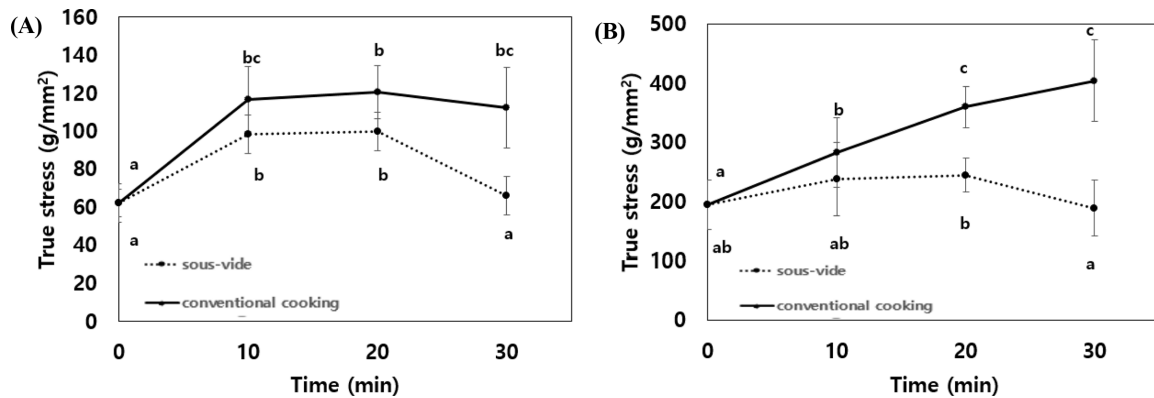 (A)
True stress (g/mm²)
160
140
120
100
80
60
40
20
0
bc
b
bc
a
b
b
a
a
sous-vide
conventional cooking
0
10
20
30
Time (min)
(B)
True stress (g/mm²)
500
400
300
200
100
0
c
c
b
a
ab
ab
b
a
sous-vide
conventional cooking
0
10
20
30
Time (min)